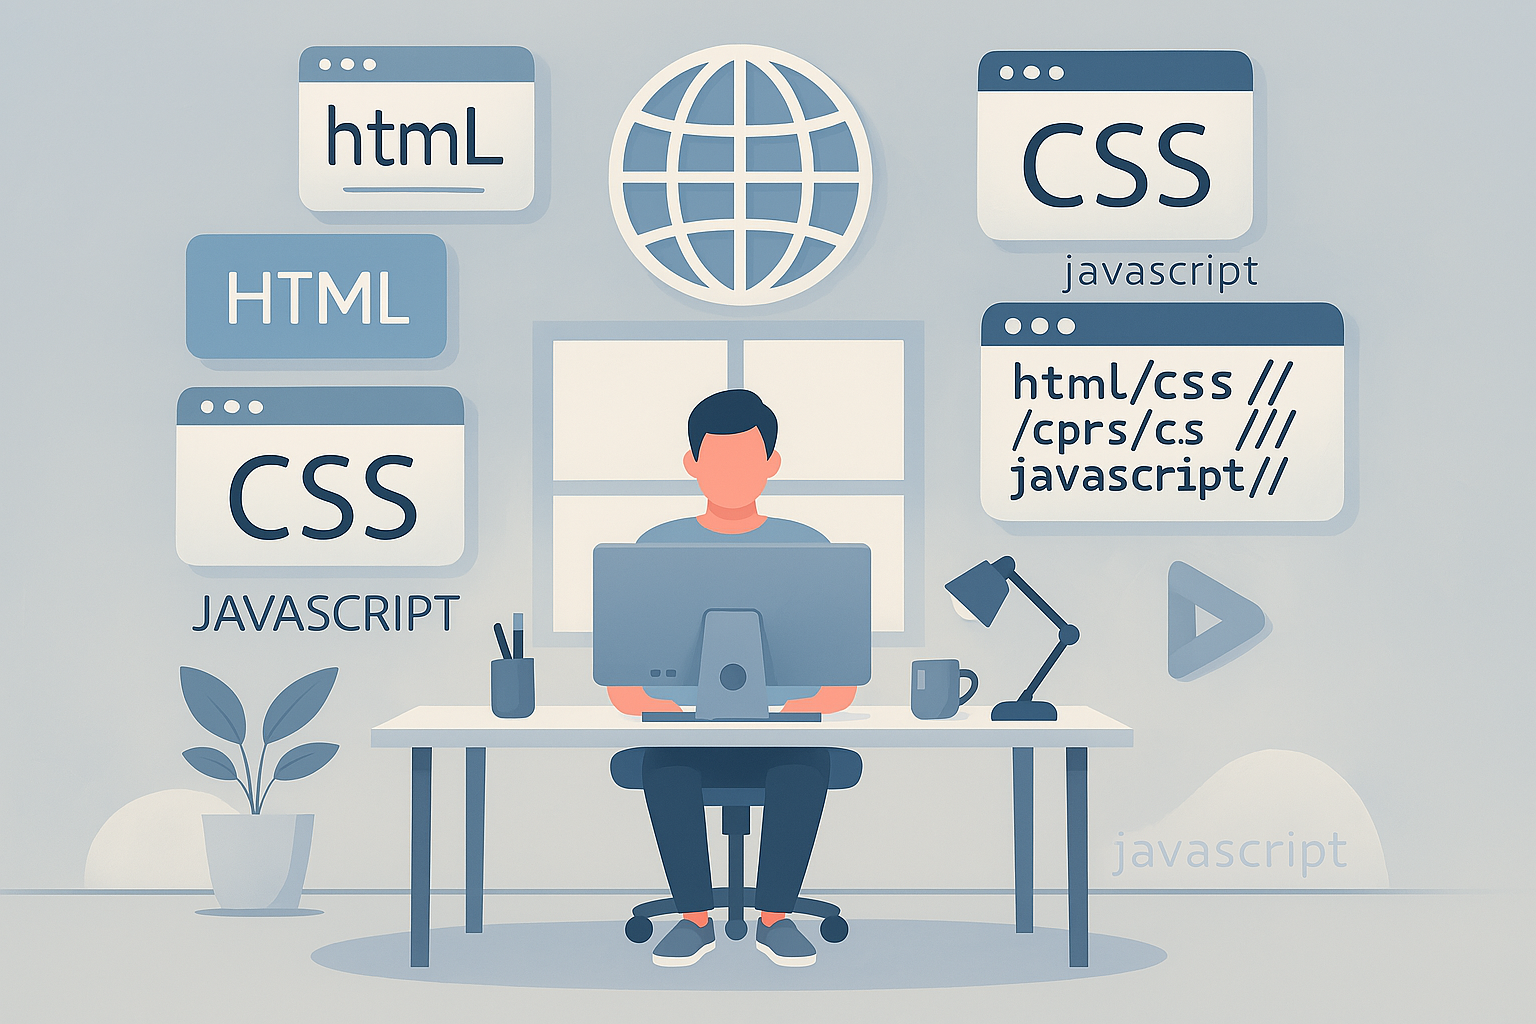 htmL
CSS
HTML
javascript
html/css //
/cprs/c.s ///
javascript//
CSS
JAVASCRIPT
javascript